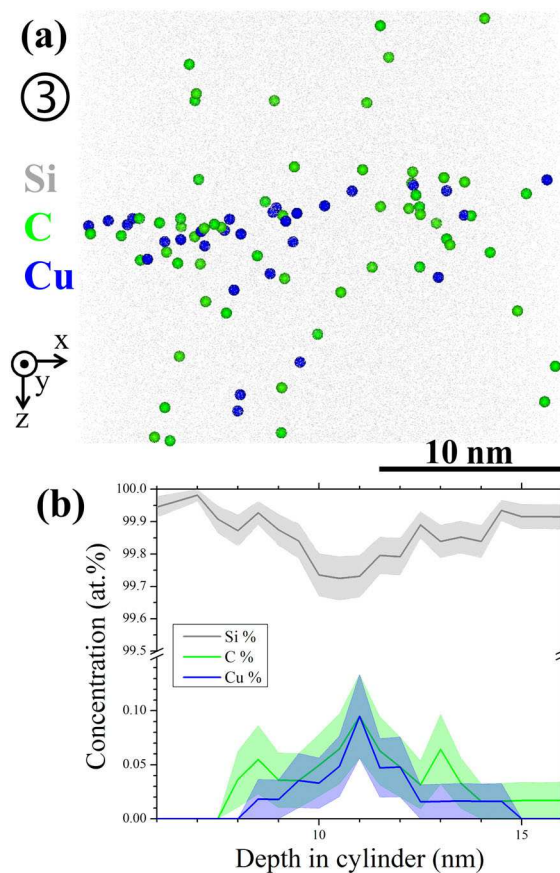 (a)
③
Si
C
Cu
x
y
z
10 nm
(b)
Concentration (at.%)
100.0
99.9
99.8
99.7
99.6
99.5
0.10
0.05
0.00
Si %
C %
Cu %
10
15
Depth in cylinder (nm)